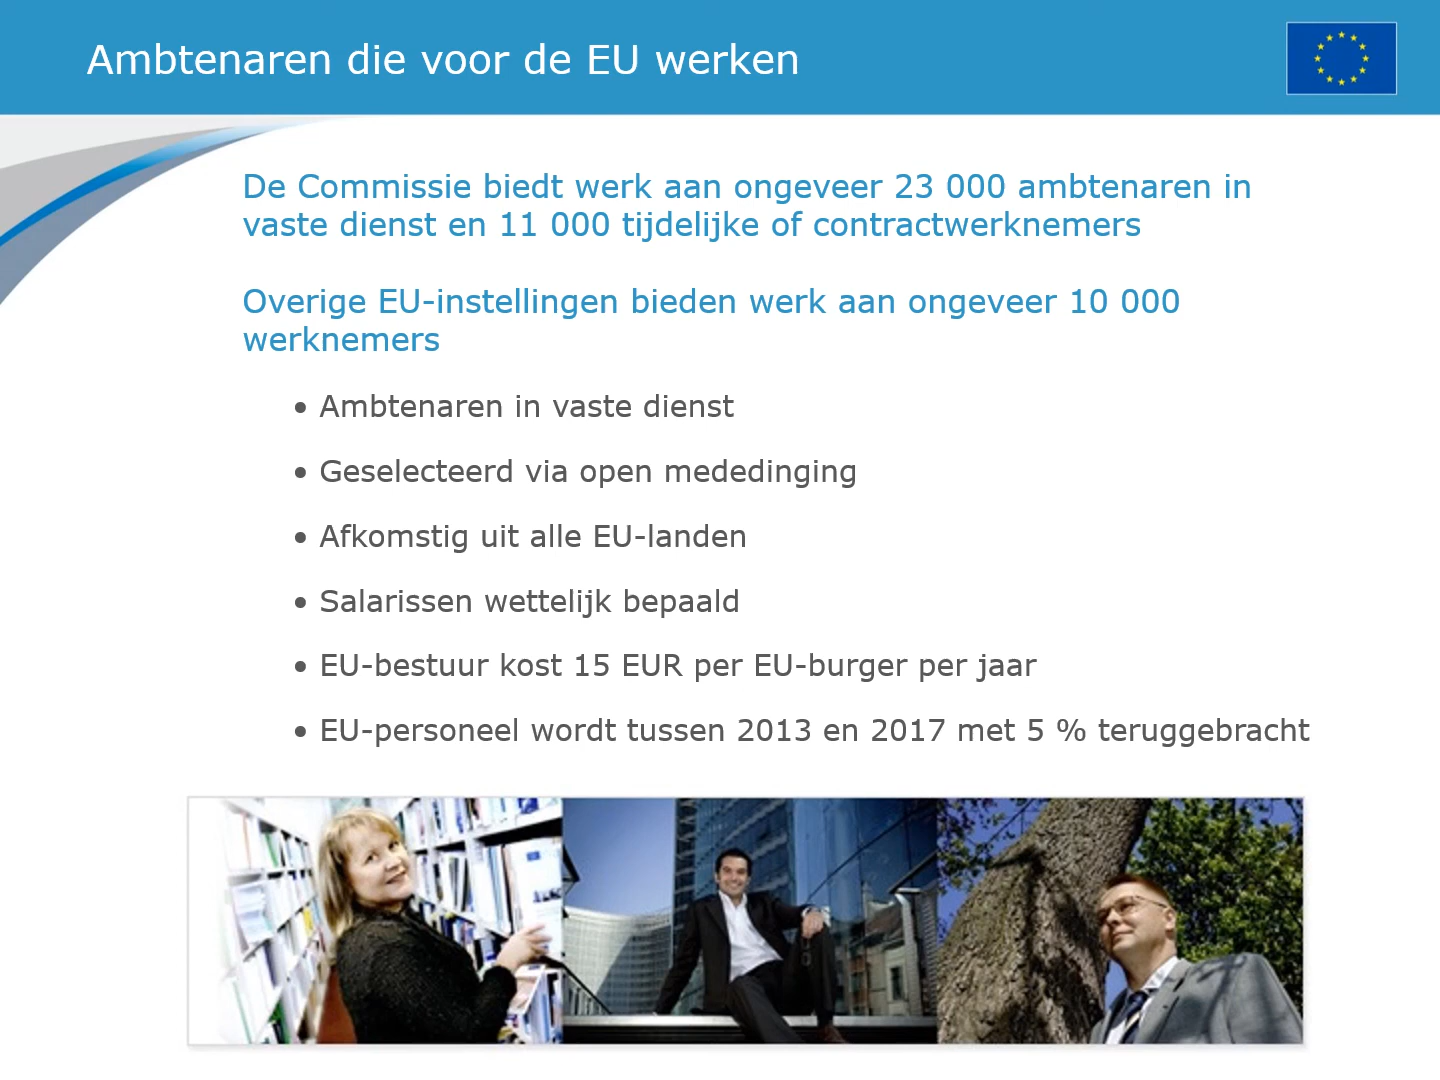 Ambtenaren die voor de EU werken
De Commissie biedt werk aan ongeveer 23 000 ambtenaren in
vaste dienst en 11 000 tijdelijke of contractwerknemers
Overige EU-instellingen bieden werk aan ongeveer 10 000
werknemers
• Ambtenaren in vaste dienst
• Geselecteerd via open mededinging
• Afkomstig uit alle EU-landen
• Salarissen wettelijk bepaald
• EU-bestuur kost 15 EUR per EU-burger per jaar
• EU-personeel wordt tussen 2013 en 2017 met 5 % teruggebracht